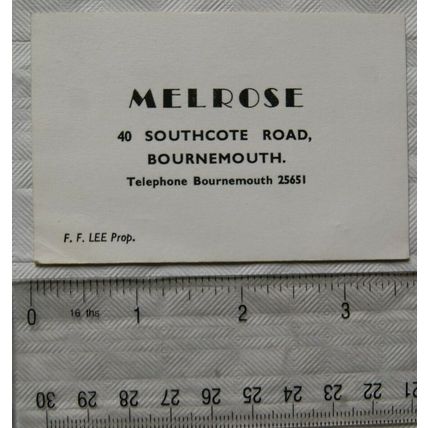 MELROSE
40 SOUTHCOTE ROAD,
BOURNEMOUTH.
Telephone Bournemouth 25651
F. F. LEE Prop.
0 16 ths 1 2 3
30 29 28 27 26 25 24 23 22 21